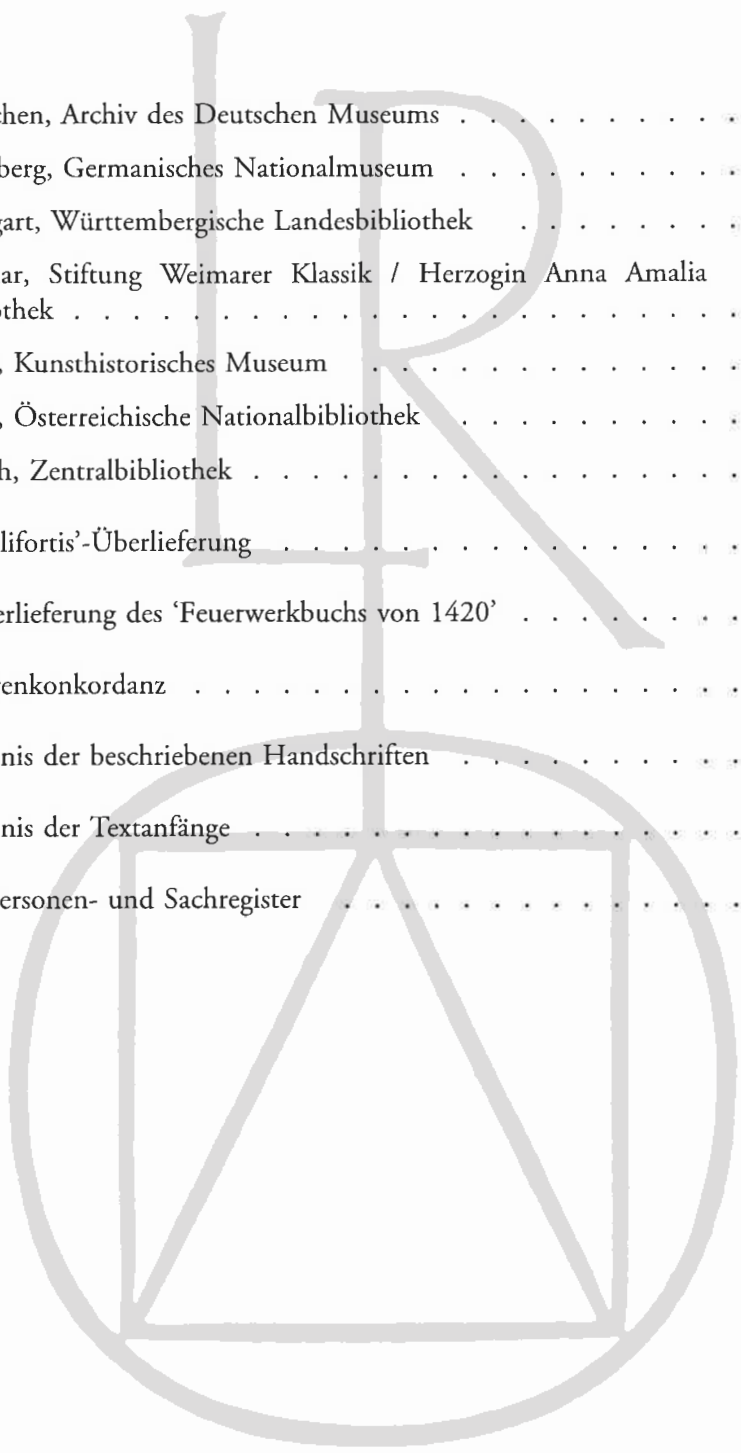 chen, Archiv des Deutschen Museums . . . . . . . . . .
berg, Germanisches Nationalmuseum . . . . . . . . . .
gart, Württembergische Landesbibliothek . . . . . . . .
ar, Stiftung Weimarer Klassik / Herzogin Anna Amalia
othek . . . . . . . . . . . . . . . . . . . . . . .
, Kunsthistorisches Museum . . . . . . . . . . . . .
, Österreichische Nationalbibliothek . . . . . . . . . .
h, Zentralbibliothek . . . . . . . . . . . . . . . . .
lifortis’-Überlieferung . . . . . . . . . . . . . . . .
erlieferung des ‘Feuerwerkbuchs von 1420’ . . . . . . . .
enkonkordanz . . . . . . . . . . . . . . . . . . .
nis der beschriebenen Handschriften . . . . . . . . . .
nis der Textanfänge . . . . . . . . . . . . . . . . .
ersonen- und Sachregister . . . . . . . . . . . . . .
LR